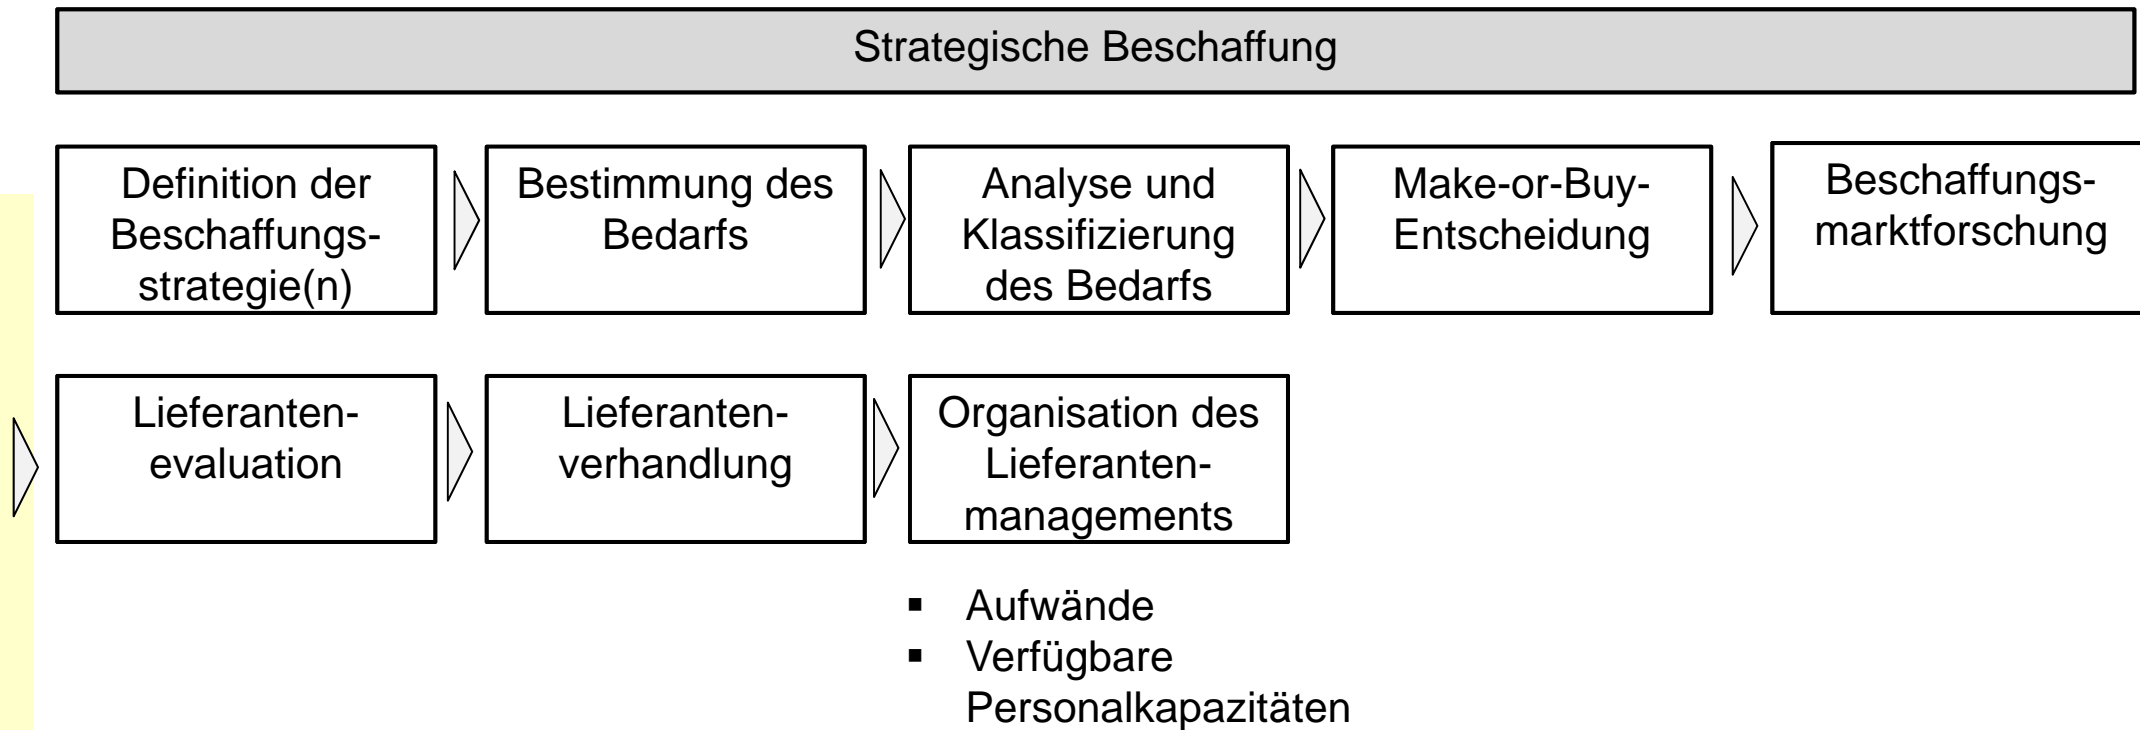 Strategische Beschaffung
Definition der
Beschaffungs-
strategie(n)
Bestimmung des
Bedarfs
Analyse und
Klassifizierung
des Bedarfs
Make-or-Buy-
Entscheidung
Beschaffungs-
marktforschung
Lieferanten-
evaluation
Lieferanten-
verhandlung
Organisation des
Lieferanten-
managements
▪ Aufwände
▪ Verfügbare
Personalkapazitäten